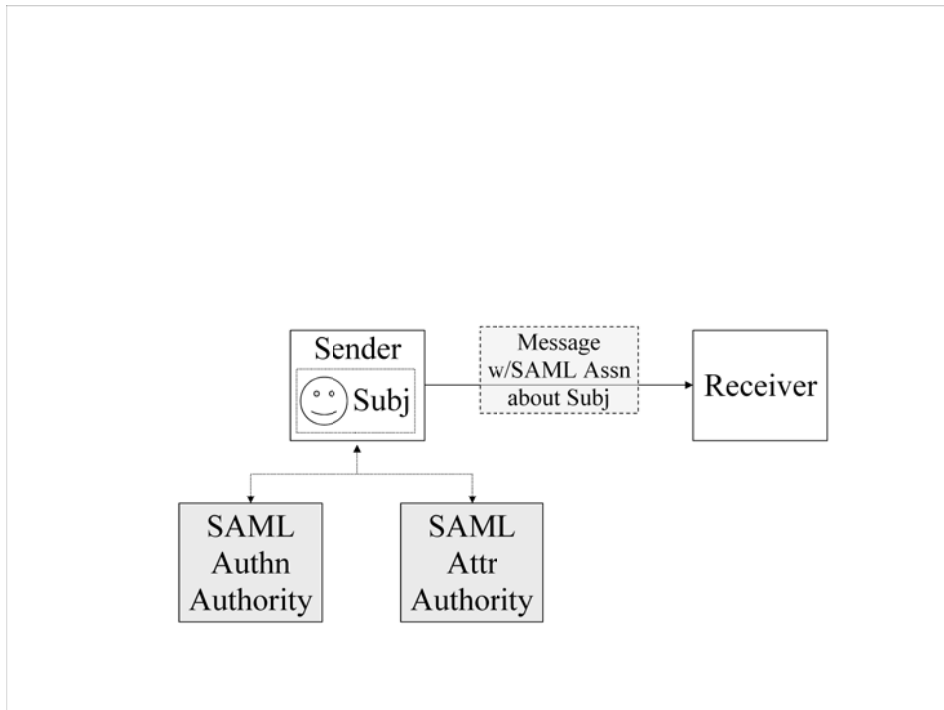 Sender
Subj
Message
w/SAML Assn
about Subj
Receiver
SAML
Authn
Authority
SAML
Attr
Authority